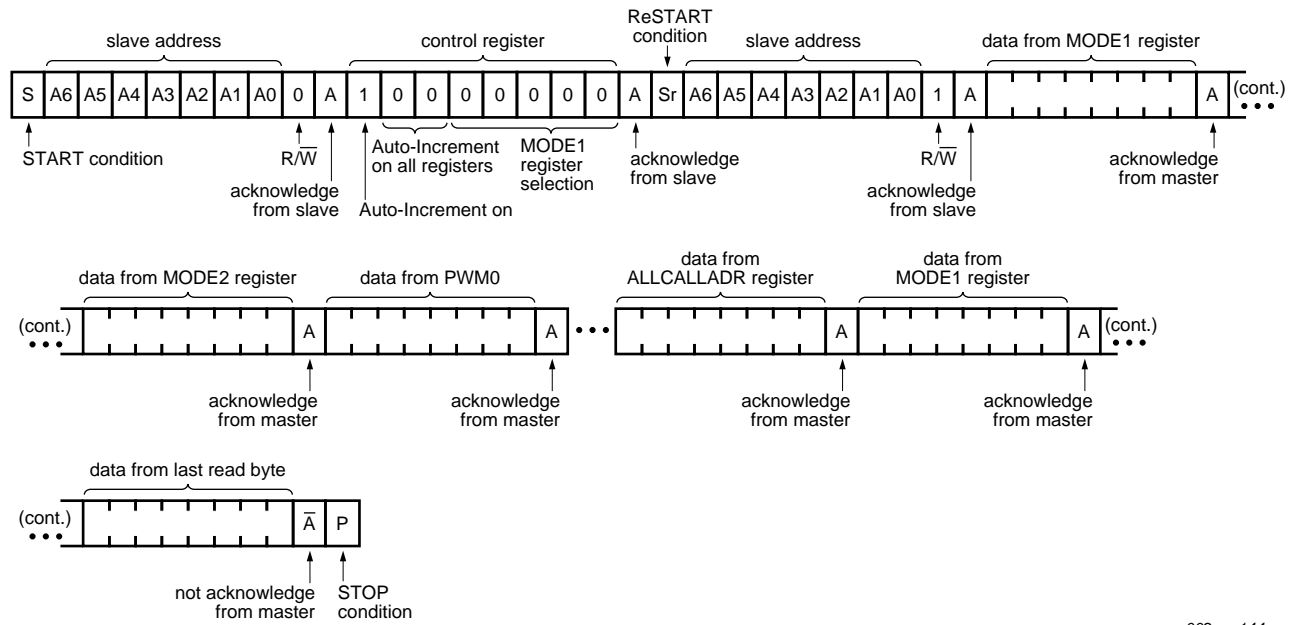 ReSTART
condition
slave address
control register
slave address
data from MODE1 register
S A6 A5 A4 A3 A2 A1 A0 0 A 1 0 0 0 0 0 0 0 A Sr A6 A5 A4 A3 A2 A1 A0 1 A A (cont.)
START condition
R/W̅
acknowledge
from slave
Auto-Increment on
Auto-Increment
on all registers
MODE1
register
selection
acknowledge
from slave
R/W̅
acknowledge
from slave
acknowledge
from master
data from MODE2 register
data from PWM0
data from
ALLCALLADR register
data from
MODE1 register
(cont.) A A A A (cont.)
acknowledge
from master
acknowledge
from master
acknowledge
from master
acknowledge
from master
data from last read byte
(cont.) A̅ P
not acknowledge
from master
STOP
condition